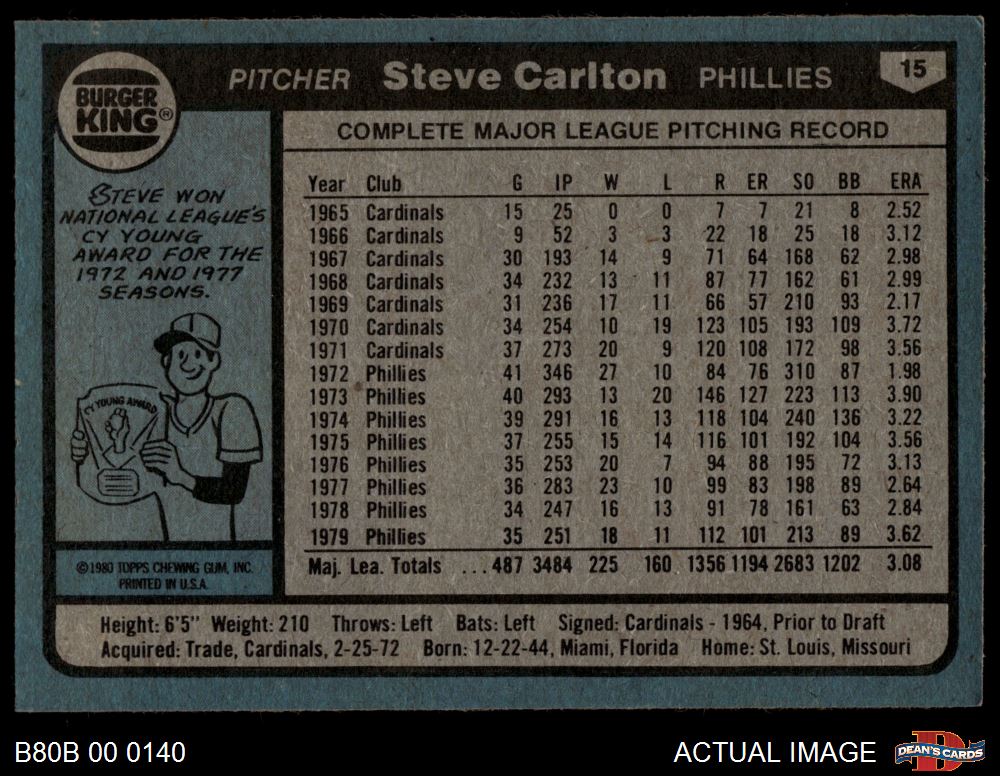 BURGER KING®
PITCHER Steve Carlton PHILLIES
15
STEVE WON
NATIONAL LEAGUE'S
CY YOUNG
AWARD FOR THE
1972 AND 1977
SEASONS.
CY YOUNG AWARD
©1980 TOPPS CHEWING GUM, INC.
PRINTED IN U.S.A.
COMPLETE MAJOR LEAGUE PITCHING RECORD
Year Club G IP W L R ER SO BB ERA
1965 Cardinals 15 25 0 0 7 7 21 8 2.52
1966 Cardinals 9 52 3 3 22 18 25 18 3.12
1967 Cardinals 30 193 14 9 71 64 168 62 2.98
1968 Cardinals 34 232 13 11 87 77 162 61 2.99
1969 Cardinals 31 236 17 11 66 57 210 93 2.17
1970 Cardinals 34 254 10 19 123 105 193 109 3.72
1971 Cardinals 37 273 20 9 120 108 172 98 3.56
1972 Phillies 41 346 27 10 84 76 310 87 1.98
1973 Phillies 40 293 13 20 146 127 223 113 3.90
1974 Phillies 39 291 16 13 118 104 240 136 3.22
1975 Phillies 37 255 15 14 116 101 192 104 3.56
1976 Phillies 35 253 20 7 94 88 195 72 3.13
1977 Phillies 36 283 23 10 99 83 198 89 2.64
1978 Phillies 34 247 16 13 91 78 161 63 2.84
1979 Phillies 35 251 18 11 112 101 213 89 3.62
Maj. Lea. Totals ...487 3484 225 160 1356 1194 2683 1202 3.08
Height: 6'5" Weight: 210 Throws: Left Bats: Left Signed: Cardinals - 1964, Prior to Draft
Acquired: Trade, Cardinals, 2-25-72 Born: 12-22-44, Miami, Florida Home: St. Louis, Missouri
B80B 00 0140
ACTUAL IMAGE
DEAN'S CARDS